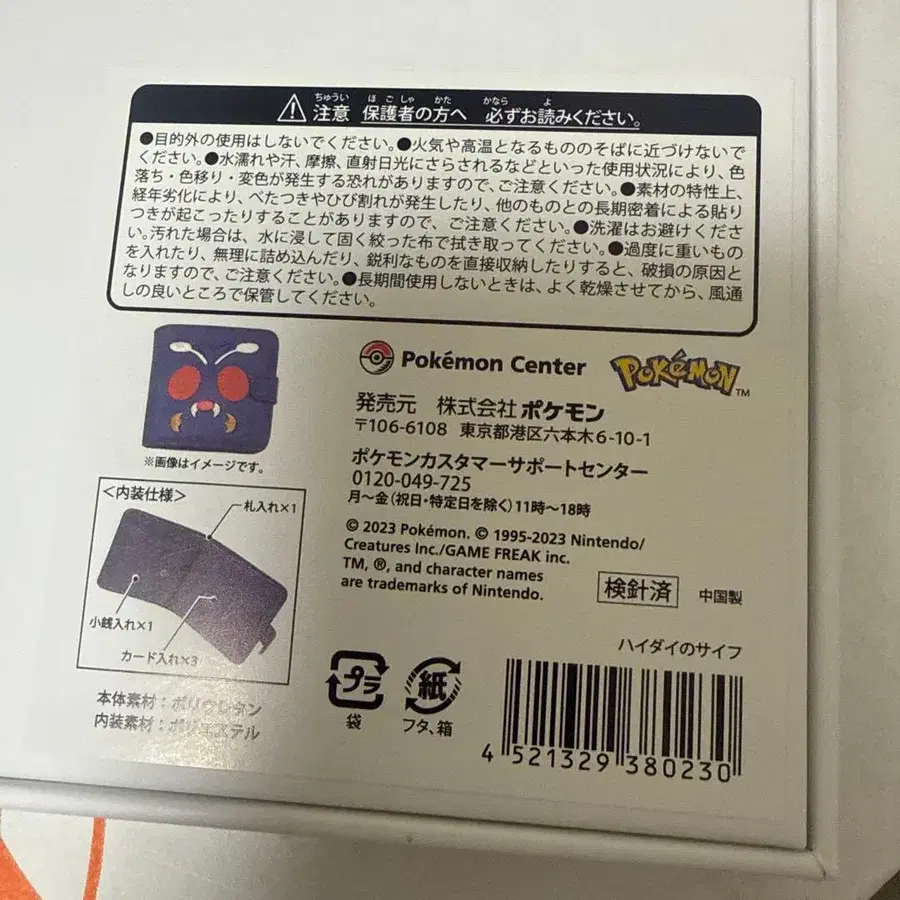 ⚠ 注意 保護者の方へ 必ずお読みください。
●目的外の使用はしないでください。●火気や高温となるもののそばに近づけないで
ください。●水濡れや汗、摩擦、直射日光にさらされるなどといった使用状況により、色
落ち・色移り・変色が発生する恐れがありますので、ご注意ください。●素材の特性上、
経年劣化により、べたつきやひび割れが発生したり、他のものとの長期密着による貼り
つきが起こったりすることがありますので、ご注意ください。●洗濯はお避けくださ
い。汚れた場合は、水に浸して固く絞った布で拭き取ってください。●過度に重いもの
を入れたり、無理に詰め込んだり、鋭利なものを直接収納したりすると、破損の原因と
なりますので、ご注意ください。●長期間使用しないときは、よく乾燥させてから、風通
しの良いところで保管してください。
※画像はイメージです。
<内装仕様>
札入れ×1
小銭入れ×1
カード入れ×3
本体素材：ポリウレタン
内装素材：ポリエステル
Pokémon Center
POKéMON TM
発売元 株式会社ポケモン
〒106-6108 東京都港区六本木6-10-1
ポケモンカスタマーサポートセンター
0120-049-725
月～金（祝日・特定日を除く）11時～18時
© 2023 Pokémon. © 1995-2023 Nintendo/
Creatures Inc./GAME FREAK inc.
TM, ®, and character names
are trademarks of Nintendo.
検針済
中国製
ハイダイのサイフ
プラ
袋
紙
フタ、箱
4 521329 380230